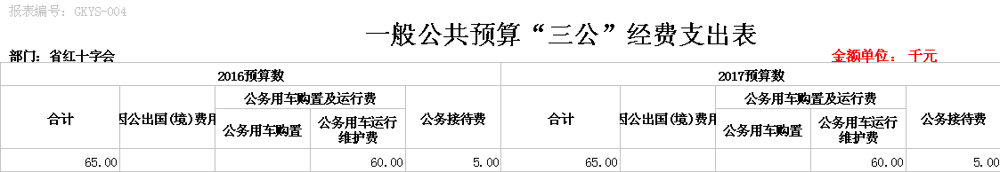 报表编号: GKYS-004
一般公共预算“三公”经费支出表
部门: 省红十字会 金额单位: 千元
2016预算数 2017预算数
合计 因公出国(境)费用 公务用车购置及运行费 公务接待费 合计 因公出国(境)费用 公务用车购置及运行费 公务接待费
公务用车购置 公务用车运行维护费 公务用车购置 公务用车运行维护费
65.00 60.00 5.00 65.00 60.00 5.00